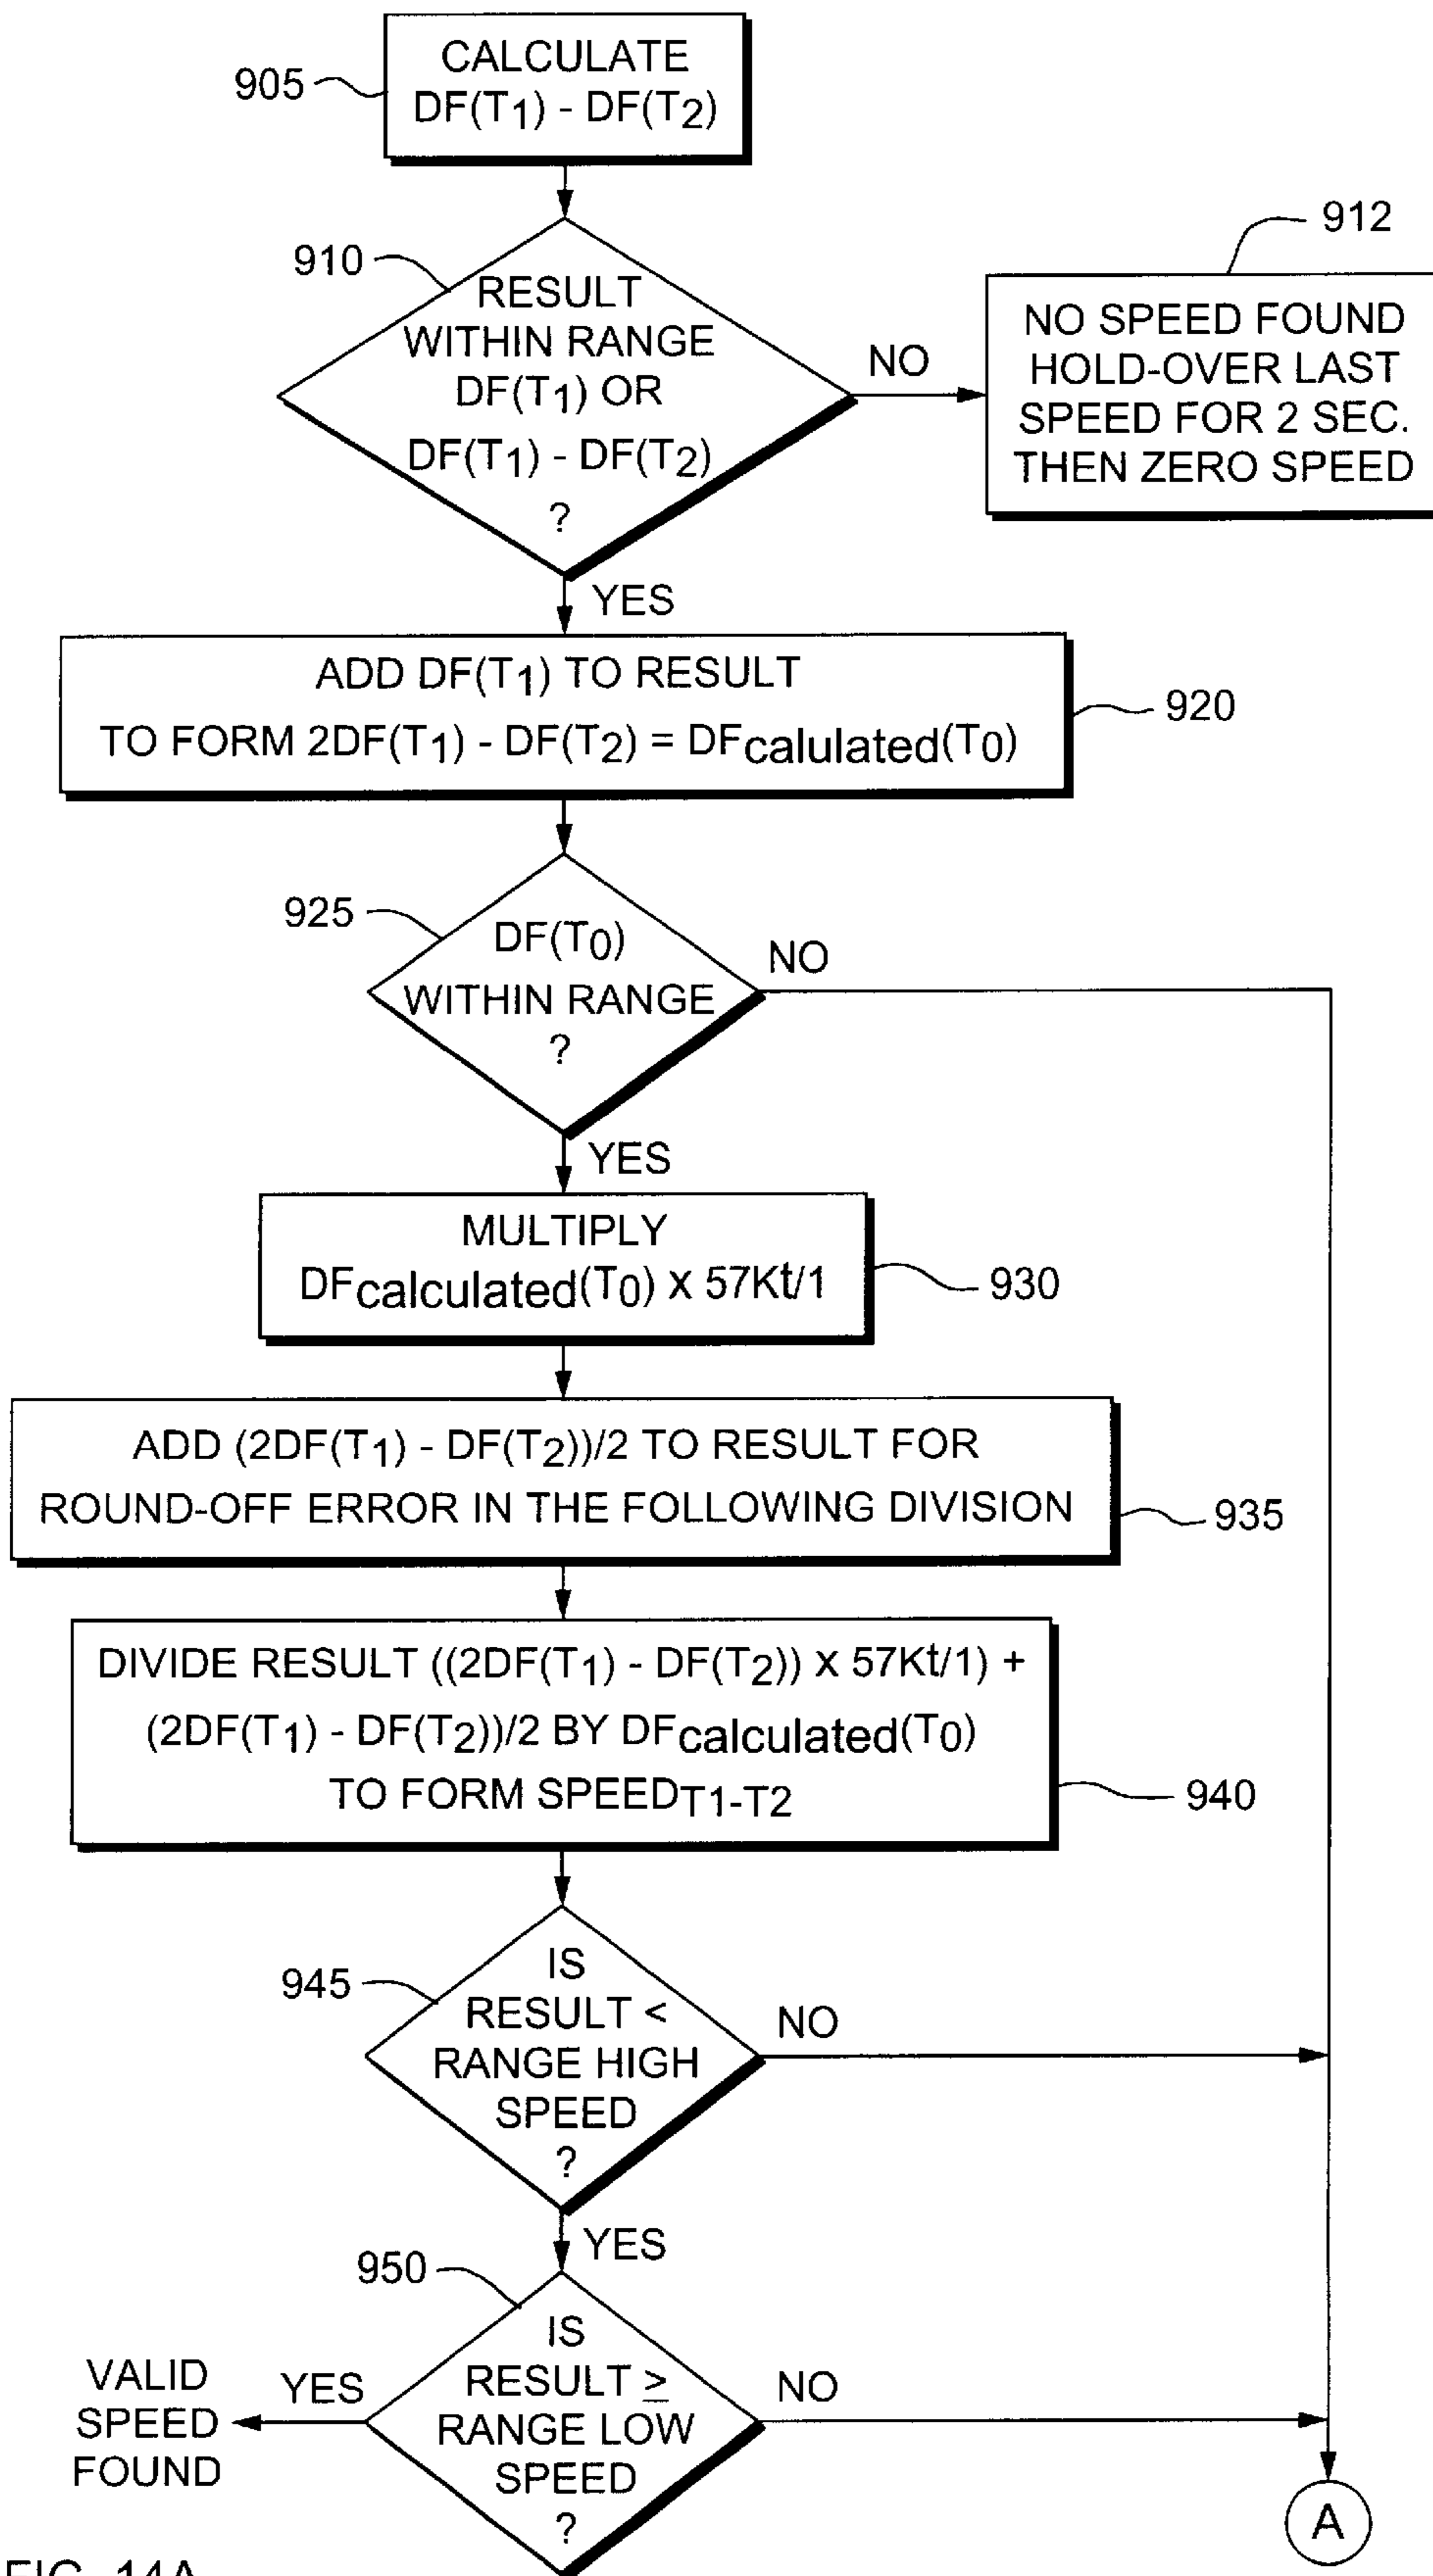 905
CALCULATE
DF(T1) - DF(T2)
910
RESULT
WITHIN RANGE
DF(T1) OR
DF(T1) - DF(T2)
?
NO
912
NO SPEED FOUND
HOLD-OVER LAST
SPEED FOR 2 SEC.
THEN ZERO SPEED
YES
ADD DF(T1) TO RESULT
TO FORM 2DF(T1) - DF(T2) = DFcalulated(T0)
920
925
DF(T0)
WITHIN RANGE
?
NO
YES
MULTIPLY
DFcalculated(T0) x 57Kt/1
930
ADD (2DF(T1) - DF(T2))/2 TO RESULT FOR
ROUND-OFF ERROR IN THE FOLLOWING DIVISION
935
DIVIDE RESULT ((2DF(T1) - DF(T2)) x 57Kt/1) +
(2DF(T1) - DF(T2))/2 BY DFcalculated(T0)
TO FORM SPEEDT1-T2
940
945
IS
RESULT <
RANGE HIGH
SPEED
?
NO
YES
950
IS
RESULT ≥
RANGE LOW
SPEED
?
YES
VALID
SPEED
FOUND
NO
A
FIG. 14A